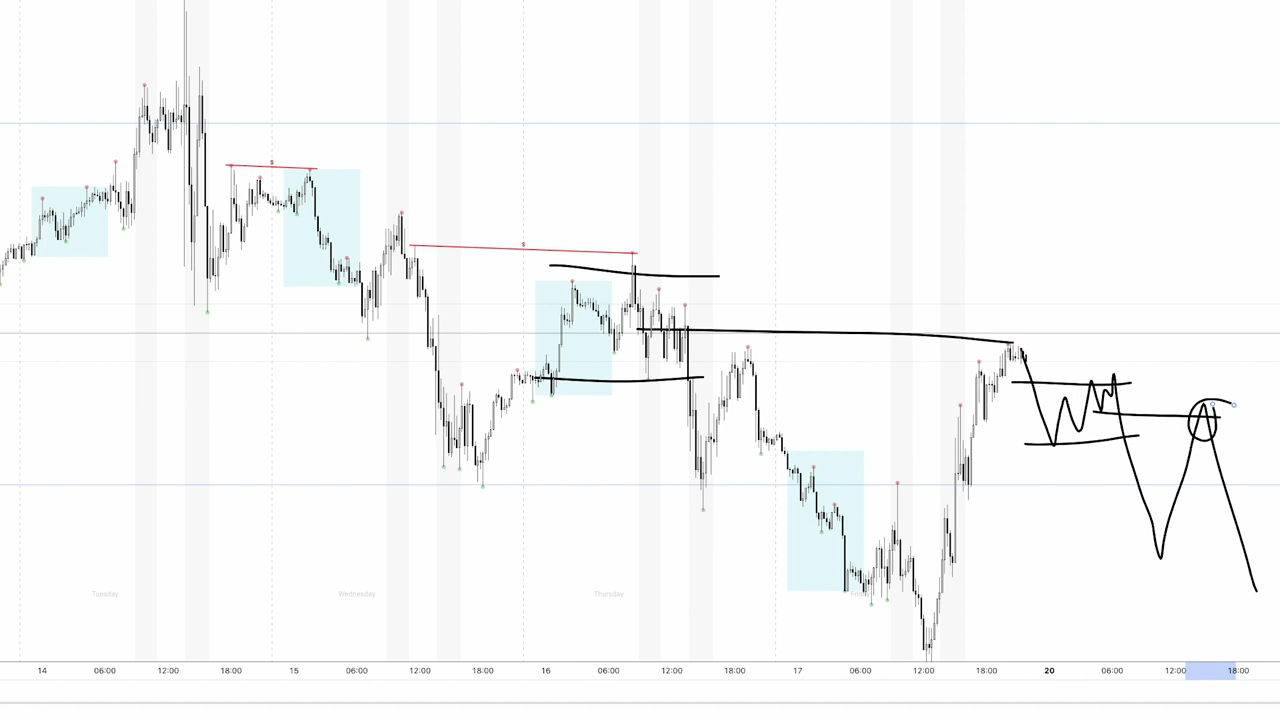 $
$
Tuesday Wednesday Thursday
14 06:00 12:00 18:00 15 06:00 12:00 18:00 16 06:00 12:00 18:00 17 06:00 12:00 18:00 20 06:00 12:00 18:00